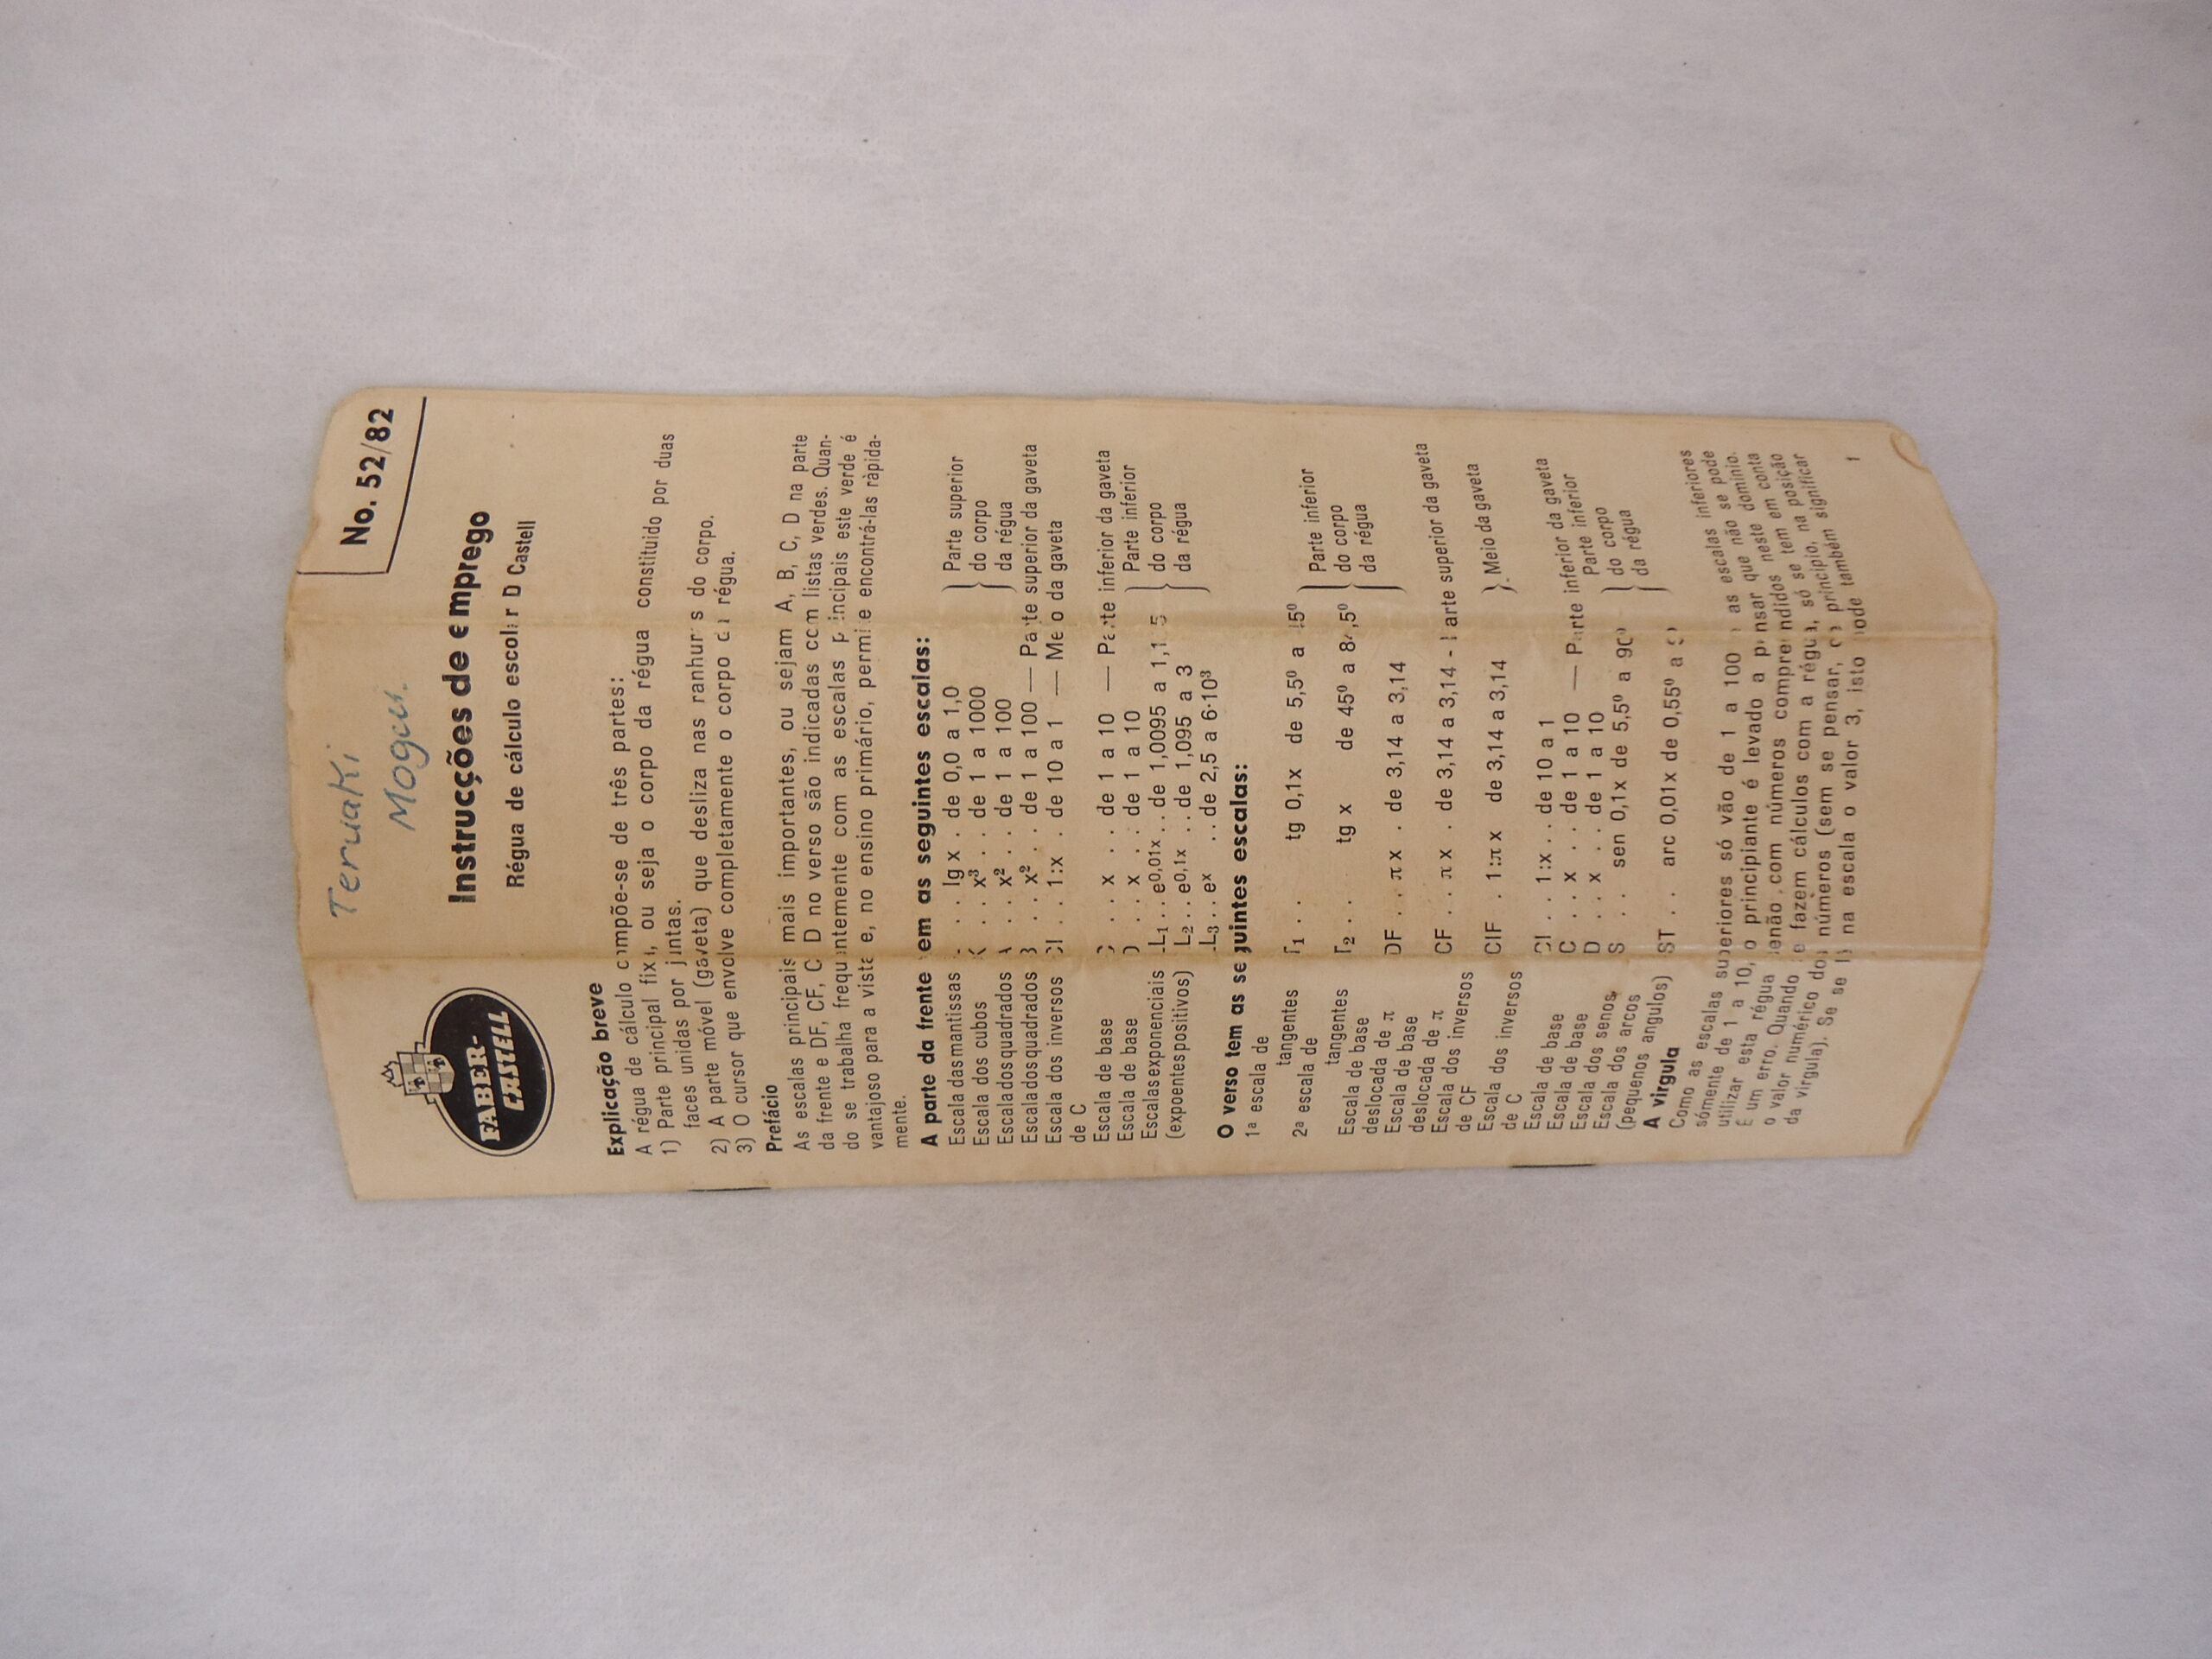 Teruaki
Mogui.
No. 52/82
FABER-
CASTELL
Instrucções de emprego
Régua de cálculo escolar D Castell
Explicação breve
A régua de cálculo compõe-se de três partes:
1) Parte principal fixa, ou seja o corpo da régua constituido por duas
faces unidas por juntas.
2) A parte móvel (gaveta) que desliza nas ranhuras do corpo.
3) O cursor que envolve completamente o corpo da régua.
Prefácio
As escalas principais mais importantes, ou sejam A, B, C, D na parte
da frente e DF, CF, C D no verso são indicadas com listas verdes. Quan-
do se trabalha frequentemente com as escalas principais este verde é
vantajoso para a vista e, no ensino primário, permite encontrá-las ràpida-
mente.
A parte da frente tem as seguintes escalas:
Escala das mantissas . . lg x . de 0,0 a 1,0 } Parte superior
Escala dos cubos K . . x³ . . de 1 a 1000 do corpo
Escala dos quadrados A . . x² . . de 1 a 100 da régua
Escala dos quadrados B . . x² . . de 1 a 100 — Parte superior da gaveta
Escala dos inversos CI . . 1:x . de 10 a 1 — Meio da gaveta
de C
Escala de base C . . x . . de 1 a 10 — Parte inferior da gaveta
Escala de base D . . x . . de 1 a 10 Parte inferior
Escalas exponenciais LL₁ . . e0,01x . . de 1,0095 a 1,115 } do corpo
(expoentes positivos) LL₂ . . e0,1x . . de 1,095 a 3 da régua
LL₃ . . eˣ . . de 2,5 a 6·10³
O verso tem as seguintes escalas:
1ª escala de
tangentes T₁ . . tg 0,1x de 5,5⁰ a 45⁰ Parte inferior
2ª escala de } do corpo
tangentes T₂ . . tg x de 45⁰ a 84,5⁰ da régua
Escala de base
deslocada de π DF . . π x . de 3,14 a 3,14
Escala de base
deslocada de π CF . . π x . de 3,14 a 3,14 - Parte superior da gaveta
Escala dos inversos
de CF CIF . . 1:π x de 3,14 a 3,14 } Meio da gaveta
Escala dos inversos
de C CI . . 1:x . . de 10 a 1
Escala de base C . . x . . de 1 a 10 — Parte inferior da gaveta
Escala de base D . . x . . de 1 a 10 Parte inferior
Escala dos senos S . . sen 0,1x de 5,5⁰ a 90⁰ } do corpo
Escala dos arcos da régua
(pequenos angulos) ST . . arc 0,01x de 0,55⁰ a
A virgula
Como as escalas superiores só vão de 1 a 100 e as escalas inferiores
sómente de 1 a 10, o principiante é levado a pensar que não se pode
utilizar esta régua senão com números compreendidos neste dominio.
É um erro. Quando se fazem cálculos com a régua, só se tem em conta
o valor numérico dos números (sem se pensar, ao princípio, na posição
da virgula). Se se lê na escala o valor 3, isto pode também significar
1